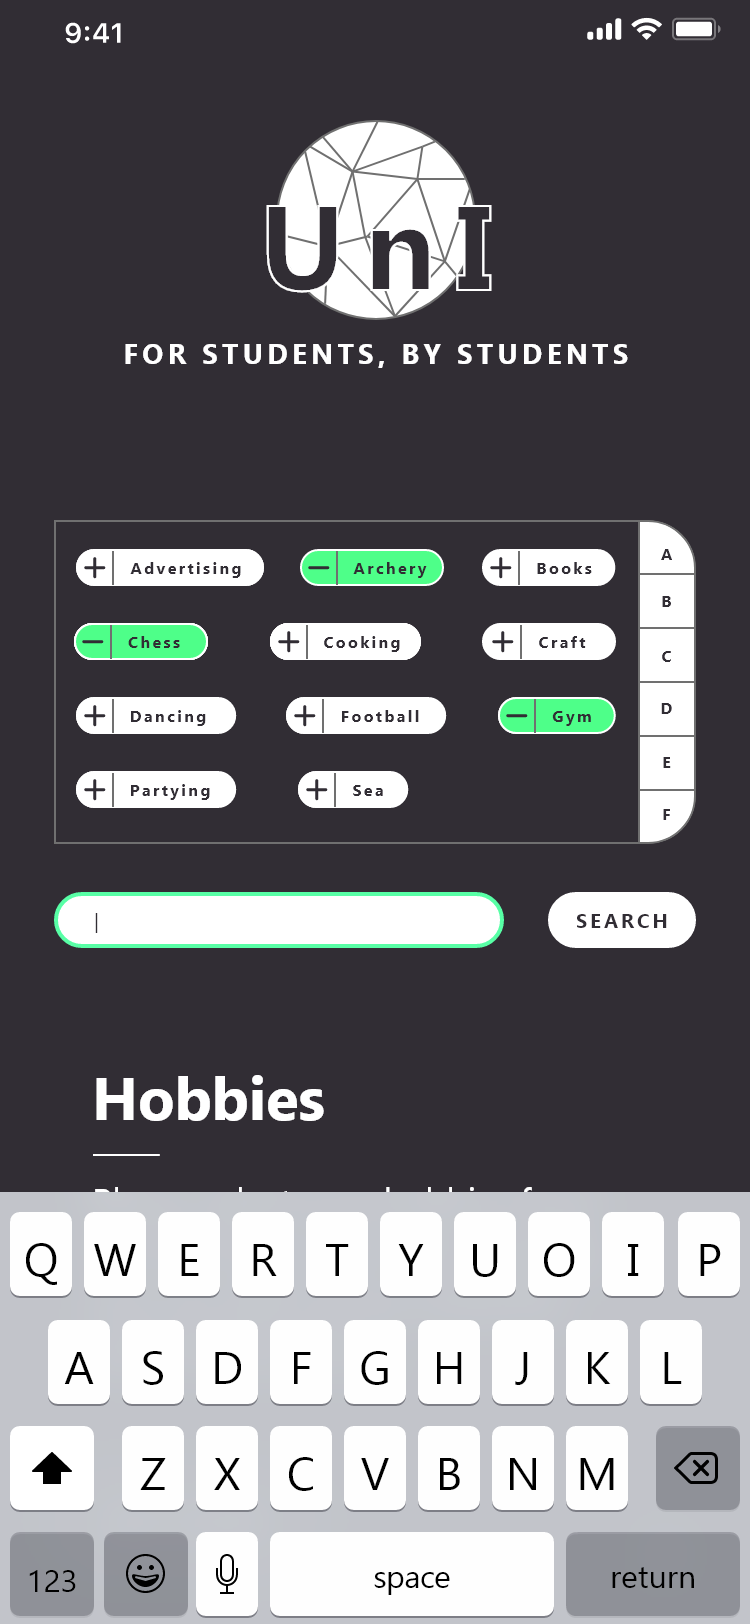 9:41
UnI
FOR STUDENTS, BY STUDENTS
Advertising
Archery
Books
Chess
Cooking
Craft
Dancing
Football
Gym
Partying
Sea
A
B
C
D
E
F
SEARCH
Hobbies
Q W E R T Y U O I P
A S D F G H J K L
Z X C V B N M
123 space return